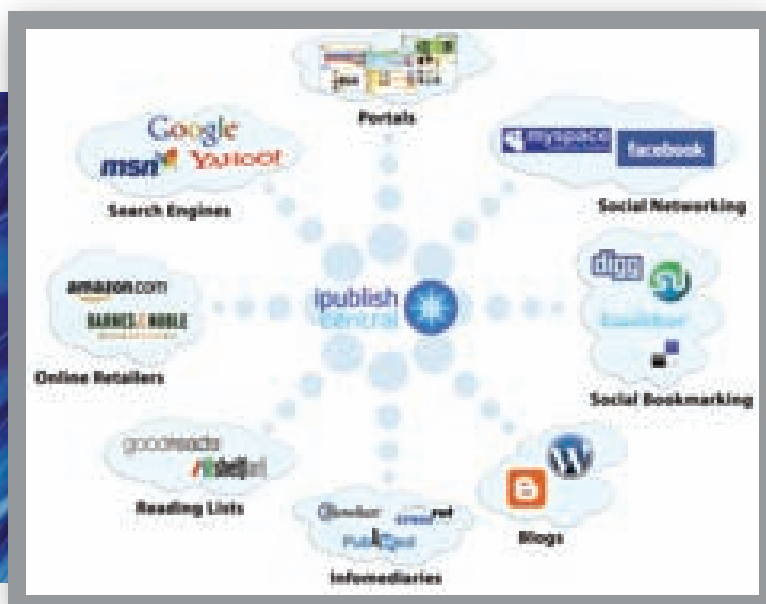 Portals
Google
msn YAHOO!
Search Engines
myspace
facebook
Social Networking
amazon.com
BARNES&NOBLE
Online Retailers
ipublish
central
digg
Social Bookmarking
goodreads
Reading Lists
Blogs
Infomediaries